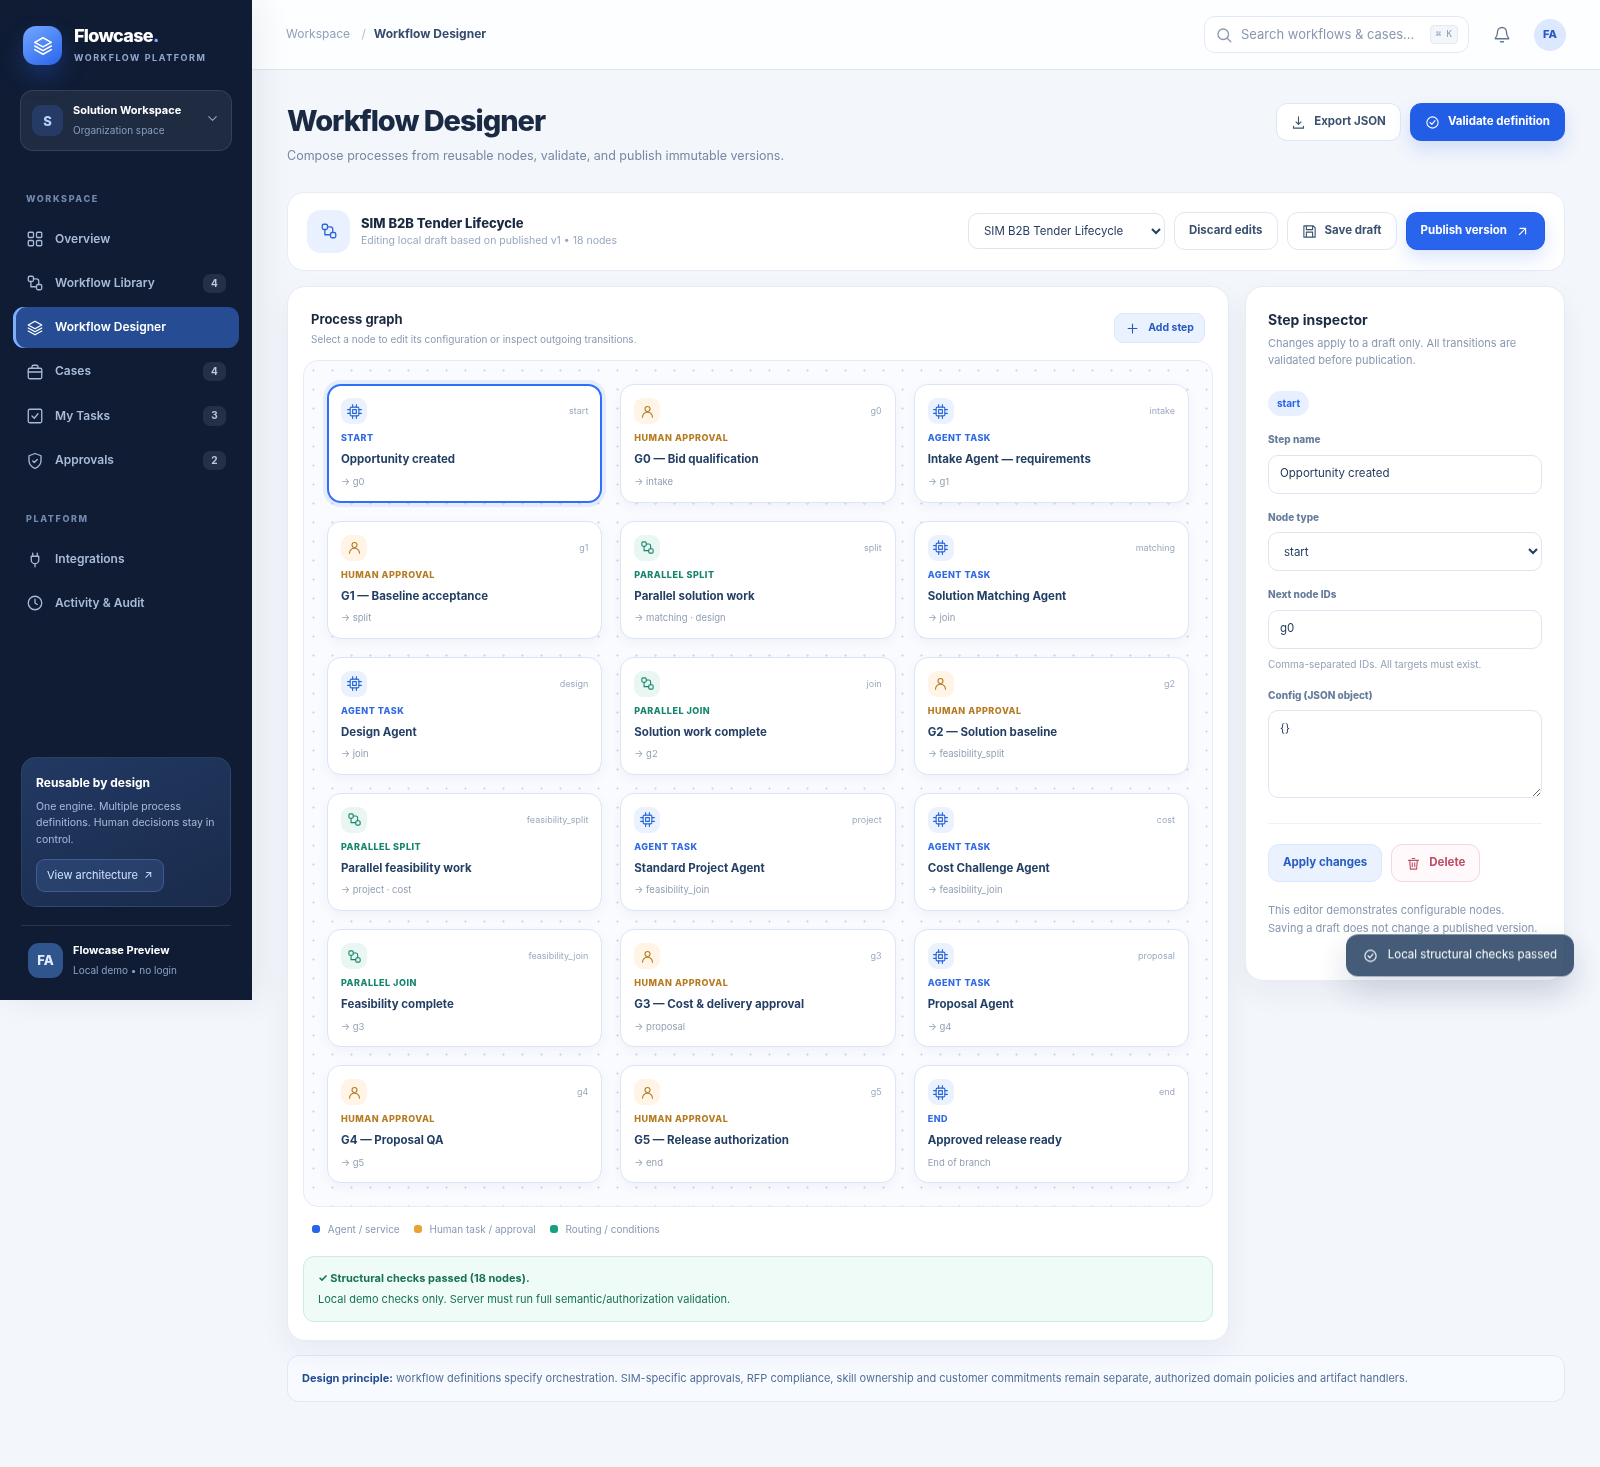 Flowcase.
WORKFLOW PLATFORM
S
Solution Workspace
Organization space
WORKSPACE
Overview
Workflow Library 4
Workflow Designer
Cases 4
My Tasks 3
Approvals 2
PLATFORM
Integrations
Activity & Audit
Reusable by design
One engine. Multiple process
definitions. Human decisions stay in
control.
View architecture ↗
FA
Flowcase Preview
Local demo • no login
Workspace / Workflow Designer
Search workflows & cases... ⌘ K
FA
Workflow Designer
Compose processes from reusable nodes, validate, and publish immutable versions.
Export JSON
Validate definition
SIM B2B Tender Lifecycle
Editing local draft based on published v1 • 18 nodes
SIM B2B Tender Lifecycle
Discard edits
Save draft
Publish version ↗
Process graph
Select a node to edit its configuration or inspect outgoing transitions.
+ Add step
start
START
Opportunity created
→ g0
g0
HUMAN APPROVAL
G0 — Bid qualification
→ intake
intake
AGENT TASK
Intake Agent — requirements
→ g1
g1
HUMAN APPROVAL
G1 — Baseline acceptance
→ split
split
PARALLEL SPLIT
Parallel solution work
→ matching · design
matching
AGENT TASK
Solution Matching Agent
→ join
design
AGENT TASK
Design Agent
→ join
join
PARALLEL JOIN
Solution work complete
→ g2
g2
HUMAN APPROVAL
G2 — Solution baseline
→ feasibility_split
feasibility_split
PARALLEL SPLIT
Parallel feasibility work
→ project · cost
project
AGENT TASK
Standard Project Agent
→ feasibility_join
cost
AGENT TASK
Cost Challenge Agent
→ feasibility_join
feasibility_join
PARALLEL JOIN
Feasibility complete
→ g3
g3
HUMAN APPROVAL
G3 — Cost & delivery approval
→ proposal
proposal
AGENT TASK
Proposal Agent
→ g4
g4
HUMAN APPROVAL
G4 — Proposal QA
→ g5
g5
HUMAN APPROVAL
G5 — Release authorization
→ end
end
END
Approved release ready
End of branch
Agent / service
Human task / approval
Routing / conditions
✓ Structural checks passed (18 nodes).
Local demo checks only. Server must run full semantic/authorization validation.
Step inspector
Changes apply to a draft only. All transitions are
validated before publication.
start
Step name
Opportunity created
Node type
start
Next node IDs
g0
Comma-separated IDs. All targets must exist.
Config (JSON object)
{}
Apply changes
Delete
This editor demonstrates configurable nodes.
Saving a draft does not change a published version.
Local structural checks passed
Design principle: workflow definitions specify orchestration. SIM-specific approvals, RFP compliance, skill ownership and customer commitments remain separate, authorized domain policies and artifact handlers.